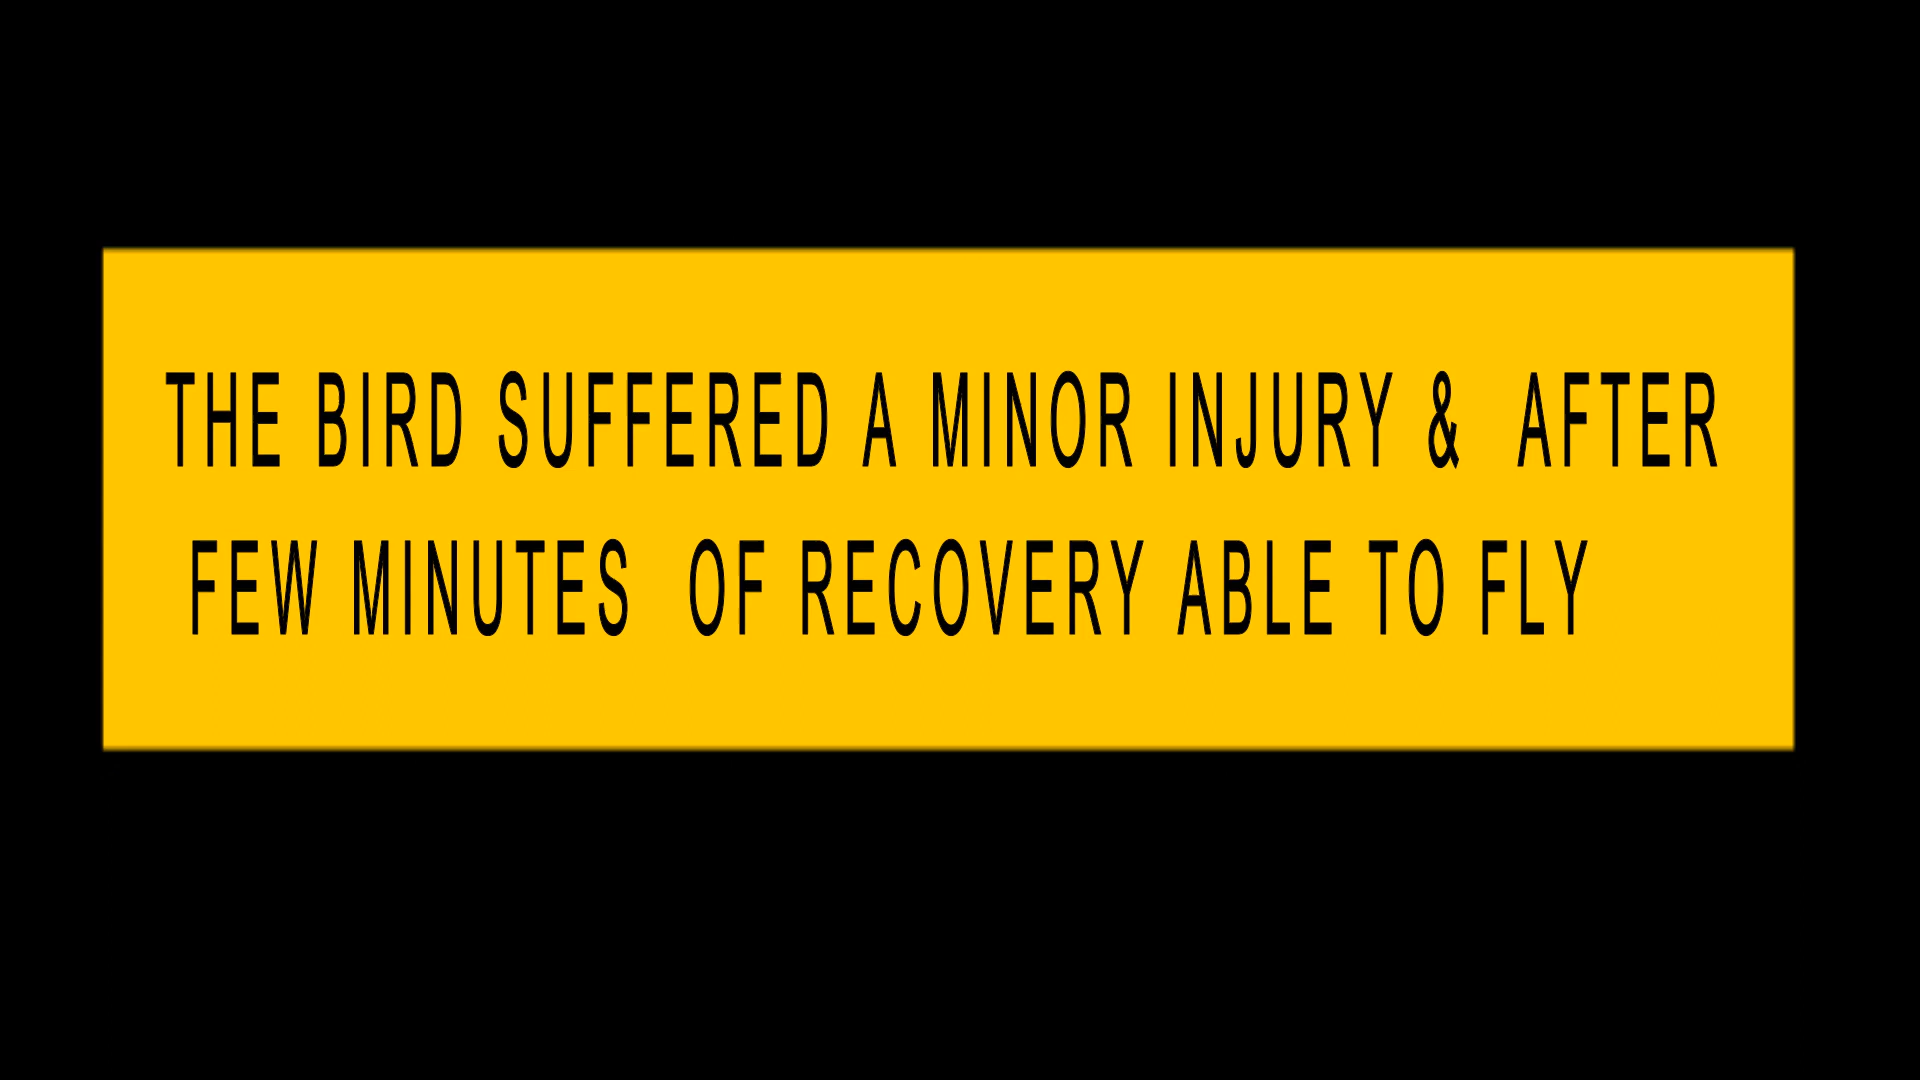 THE BIRD SUFFERED A MINOR INJURY & AFTER
FEW MINUTES OF RECOVERY ABLE TO FLY